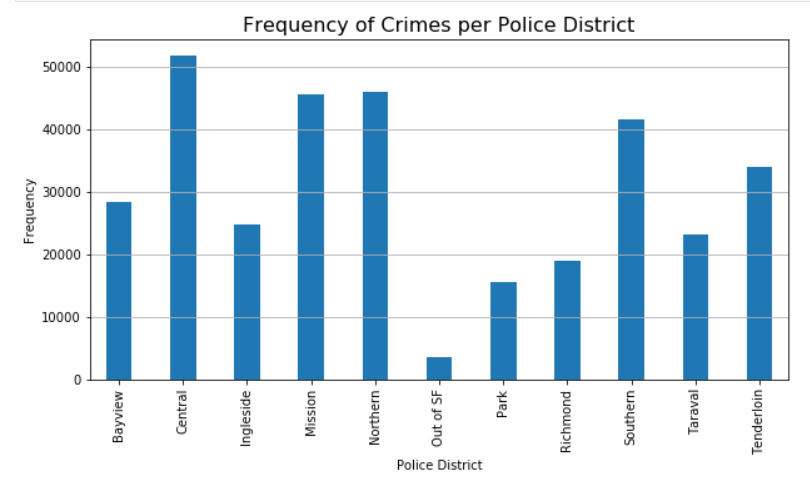 Frequency of Crimes per Police District
50000
40000
30000
20000
10000
0
Frequency
Bayview
Central
Ingleside
Mission
Northern
Out of SF
Park
Richmond
Southern
Taraval
Tenderloin
Police District